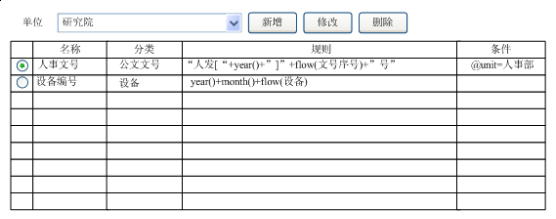 单位 研究院 新增 修改 删除
名称 分类 规则 条件
人事文号 公文文号 “人发[ “+year()+” ]” +flow(文号序号)+” 号” @unit=人事部
设备编号 设备 year()+month()+flow(设备)